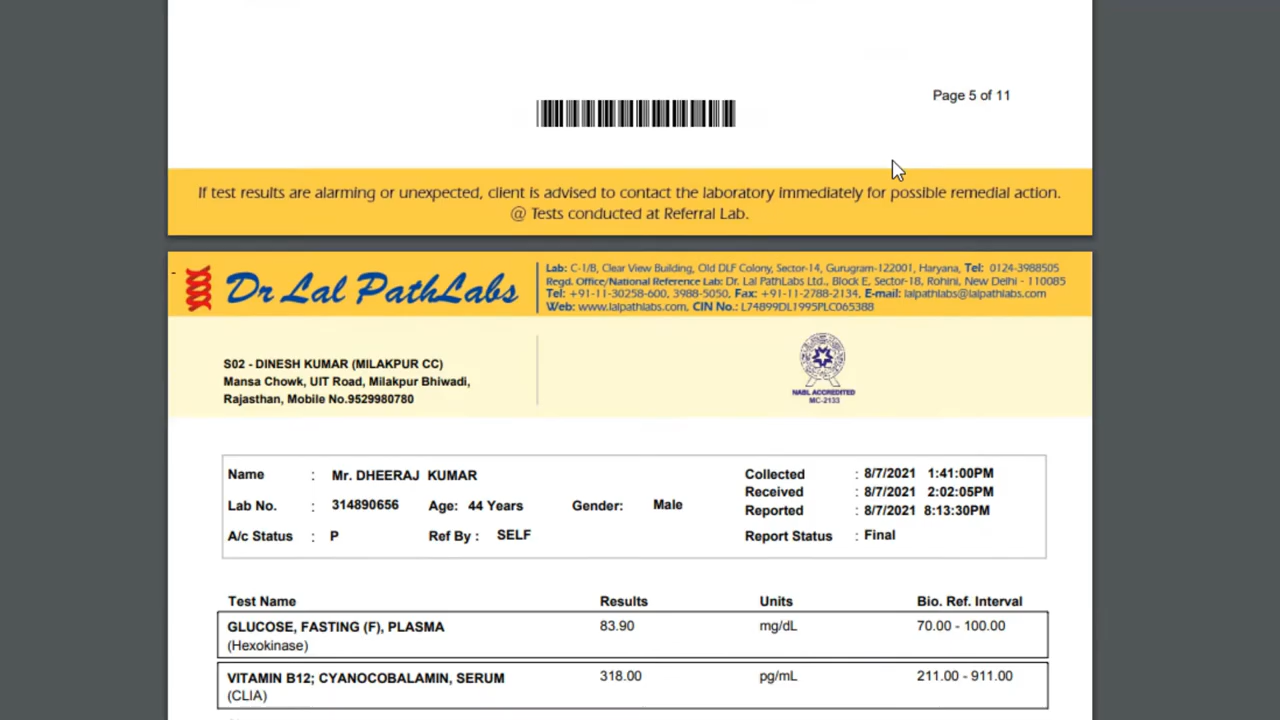 Page 5 of 11
If test results are alarming or unexpected, client is advised to contact the laboratory immediately for possible remedial action.
@ Tests conducted at Referral Lab.
Dr Lal PathLabs
Lab: C-1/B, Clear View Building, Old DLF Colony, Sector-14, Gurugram-122001, Haryana, Tel: 0124-3988505
Regd. Office/National Reference Lab: Dr. Lal PathLabs Ltd., Block E, Sector-18, Rohini, New Delhi - 110085
Tel: +91-11-30258-600, 3988-5050, Fax: +91-11-2788-2134, E-mail: lalpathlabs@lalpathlabs.com
Web: www.lalpathlabs.com, CIN No.: L74899DL1995PLC065388
S02 - DINESH KUMAR (MILAKPUR CC)
Mansa Chowk, UIT Road, Milakpur Bhiwadi,
Rajasthan, Mobile No.9529980780
NABL ACCREDITED
MC-2133
Name : Mr. DHEERAJ KUMAR Collected : 8/7/2021 1:41:00PM
Received : 8/7/2021 2:02:05PM
Lab No. : 314890656 Age: 44 Years Gender: Male Reported : 8/7/2021 8:13:30PM
A/c Status : P Ref By : SELF Report Status : Final
Test Name Results Units Bio. Ref. Interval
GLUCOSE, FASTING (F), PLASMA 83.90 mg/dL 70.00 - 100.00
(Hexokinase)
VITAMIN B12; CYANOCOBALAMIN, SERUM 318.00 pg/mL 211.00 - 911.00
(CLIA)